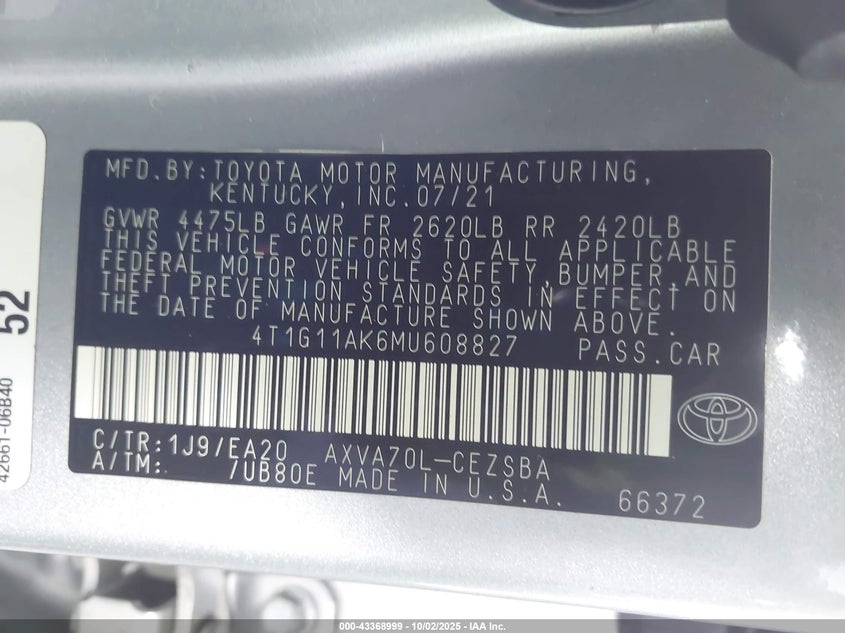 MFD.BY:TOYOTA MOTOR MANUFACTURING,
KENTUCKY,INC.07/21
GVWR 4475LB GAWR FR 2620LB RR 2420LB
THIS VEHICLE CONFORMS TO ALL APPLICABLE
FEDERAL MOTOR VEHICLE SAFETY,BUMPER,AND
THEFT PREVENTION STANDARDS IN EFFECT ON
THE DATE OF MANUFACTURE SHOWN ABOVE.
4T1G11AK6MU608827 PASS.CAR
C/TR:1J9/EA20 AXVA70L-CEZSBA
A/TM: /UB80E MADE IN U.S.A. 66372
52
42661-06B40
000-43368999 - 10/02/2025 - IAA Inc.